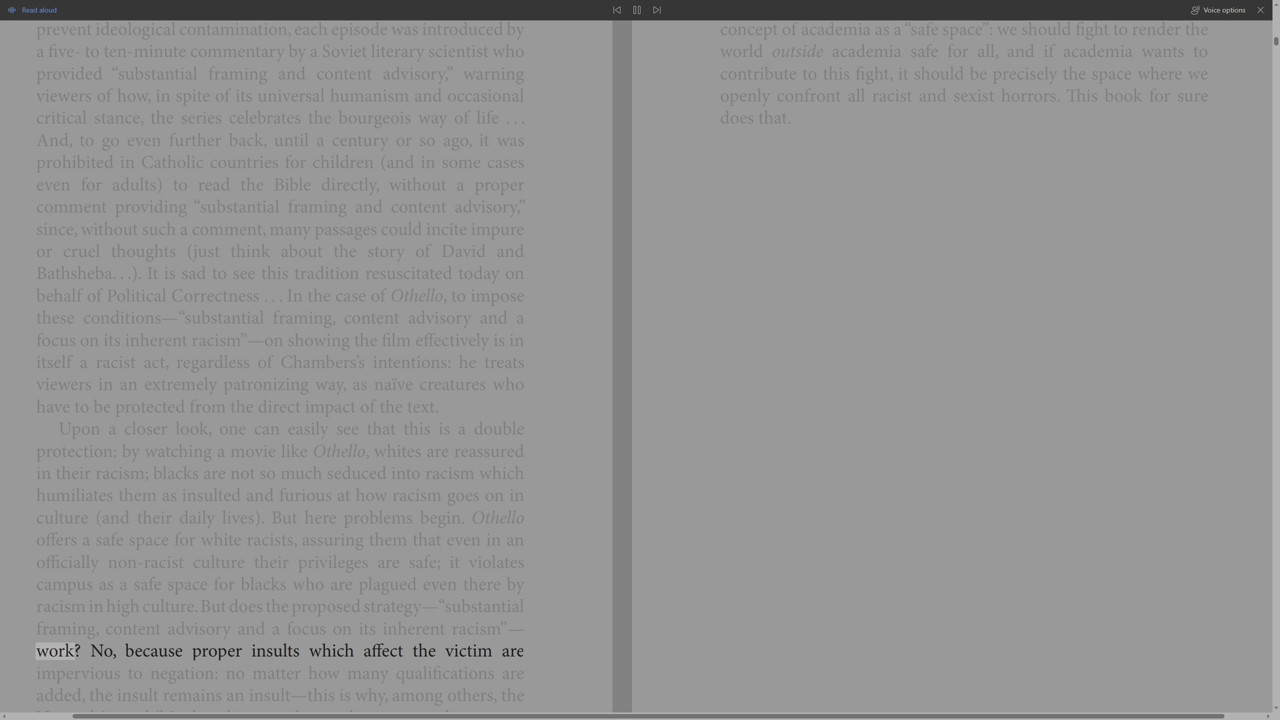 Read aloud
Voice options
prevent ideological contamination, each episode was introduced by
a five- to ten-minute commentary by a Soviet literary scientist who
provided “substantial framing and content advisory,” warning
viewers of how, in spite of its universal humanism and occasional
critical stance, the series celebrates the bourgeois way of life . . .
And, to go even further back, until a century or so ago, it was
prohibited in Catholic countries for children (and in some cases
even for adults) to read the Bible directly, without a proper
comment providing “substantial framing and content advisory,”
since, without such a comment, many passages could incite impure
or cruel thoughts (just think about the story of David and
Bathsheba. . .). It is sad to see this tradition resuscitated today on
behalf of Political Correctness . . . In the case of Othello, to impose
these conditions—“substantial framing, content advisory and a
focus on its inherent racism”—on showing the film effectively is in
itself a racist act, regardless of Chambers’s intentions: he treats
viewers in an extremely patronizing way, as naïve creatures who
have to be protected from the direct impact of the text.
Upon a closer look, one can easily see that this is a double
protection: by watching a movie like Othello, whites are reassured
in their racism; blacks are not so much seduced into racism which
humiliates them as insulted and furious at how racism goes on in
culture (and their daily lives). But here problems begin. Othello
offers a safe space for white racists, assuring them that even in an
officially non-racist culture their privileges are safe; it violates
campus as a safe space for blacks who are plagued even there by
racism in high culture. But does the proposed strategy—“substantial
framing, content advisory and a focus on its inherent racism”—
work? No, because proper insults which affect the victim are
impervious to negation: no matter how many qualifications are
added, the insult remains an insult—this is why, among others, the
concept of academia as a “safe space”: we should fight to render the
world outside academia safe for all, and if academia wants to
contribute to this fight, it should be precisely the space where we
openly confront all racist and sexist horrors. This book for sure
does that.